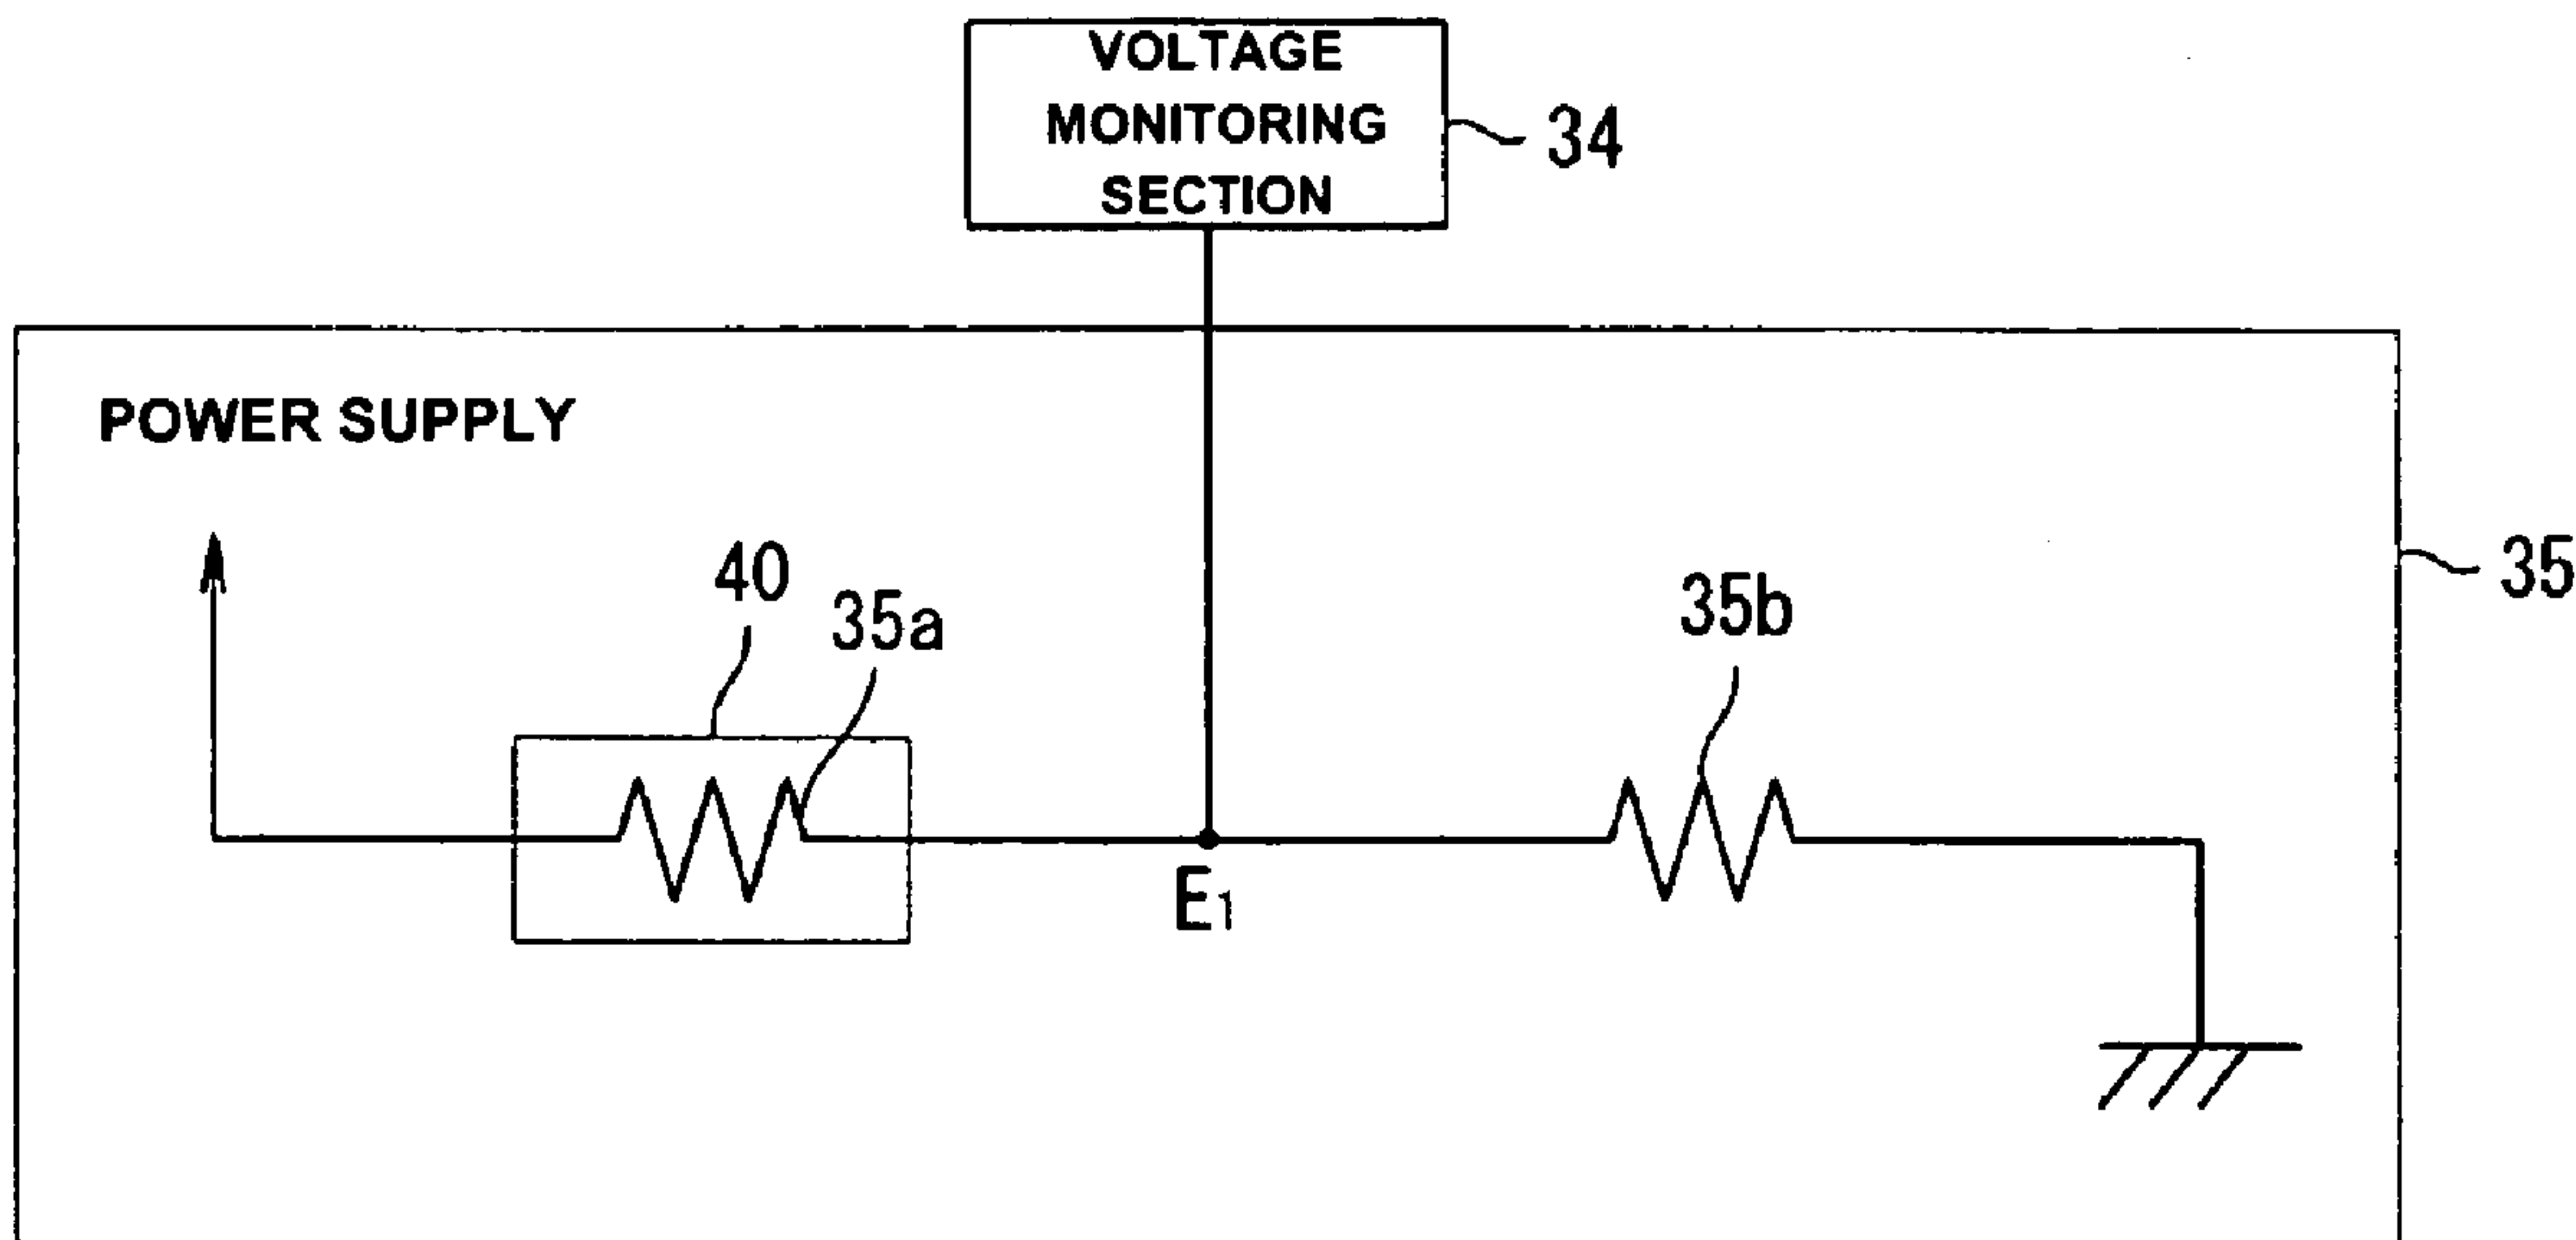 VOLTAGE
MONITORING
SECTION
34
POWER SUPPLY
40
35a
35b
35
E1